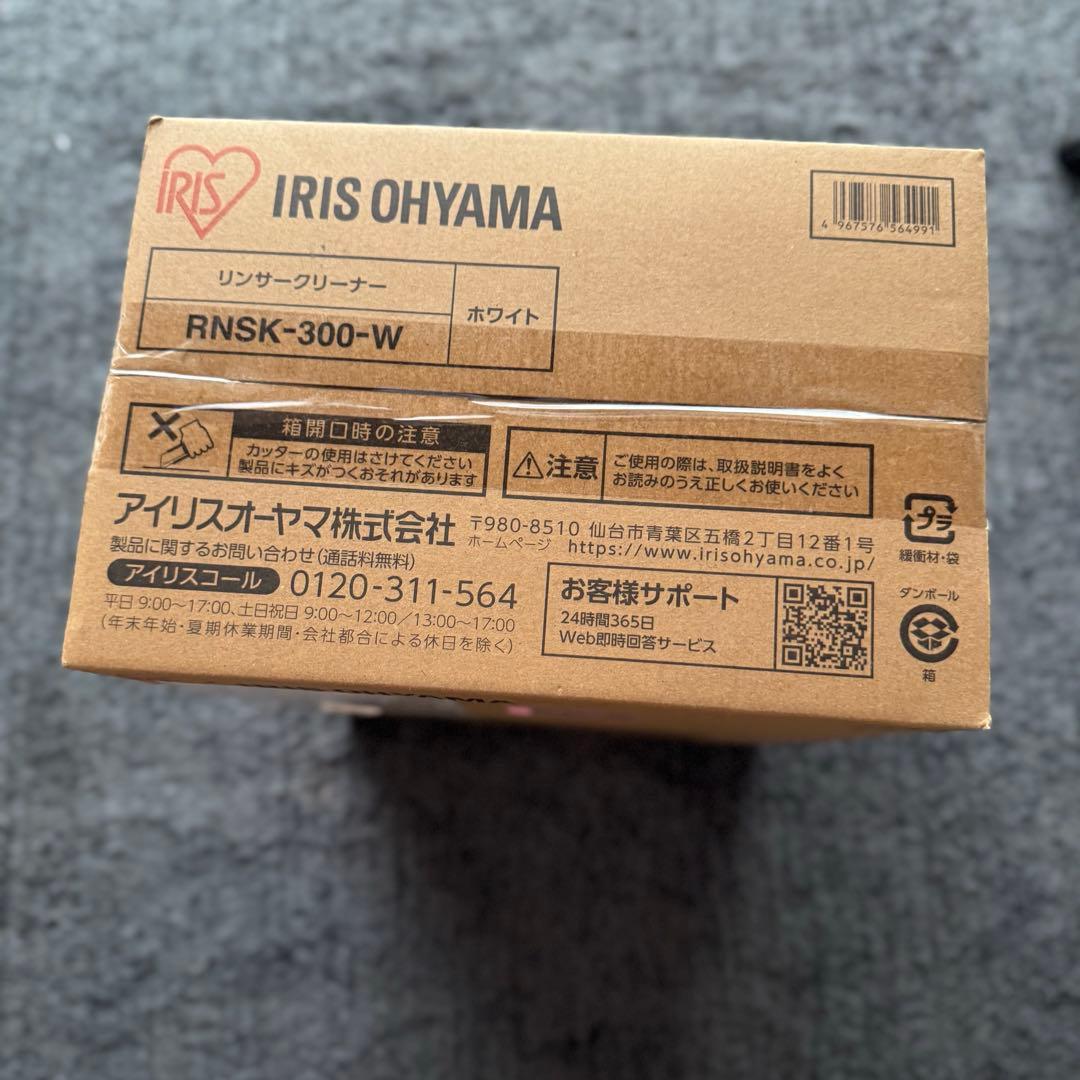 IRIS
IRIS OHYAMA
4 967576 564991
リンサークリーナー
RNSK-300-W
ホワイト
箱開口時の注意
カッターの使用はさけてください
製品にキズがつくおそれがあります
注意
ご使用の際は、取扱説明書をよく
お読みのうえ正しくお使いください
アイリスオーヤマ株式会社
〒980-8510 仙台市青葉区五橋2丁目12番1号
ホームページ https://www.irisohyama.co.jp/
製品に関するお問い合わせ(通話料無料)
アイリスコール 0120-311-564
平日 9:00〜17:00、土日祝日 9:00〜12:00/13:00〜17:00
(年末年始・夏期休業期間・会社都合による休日を除く)
お客様サポート
24時間365日
Web即時回答サービス
プラ
緩衝材・袋
ダンボール
箱